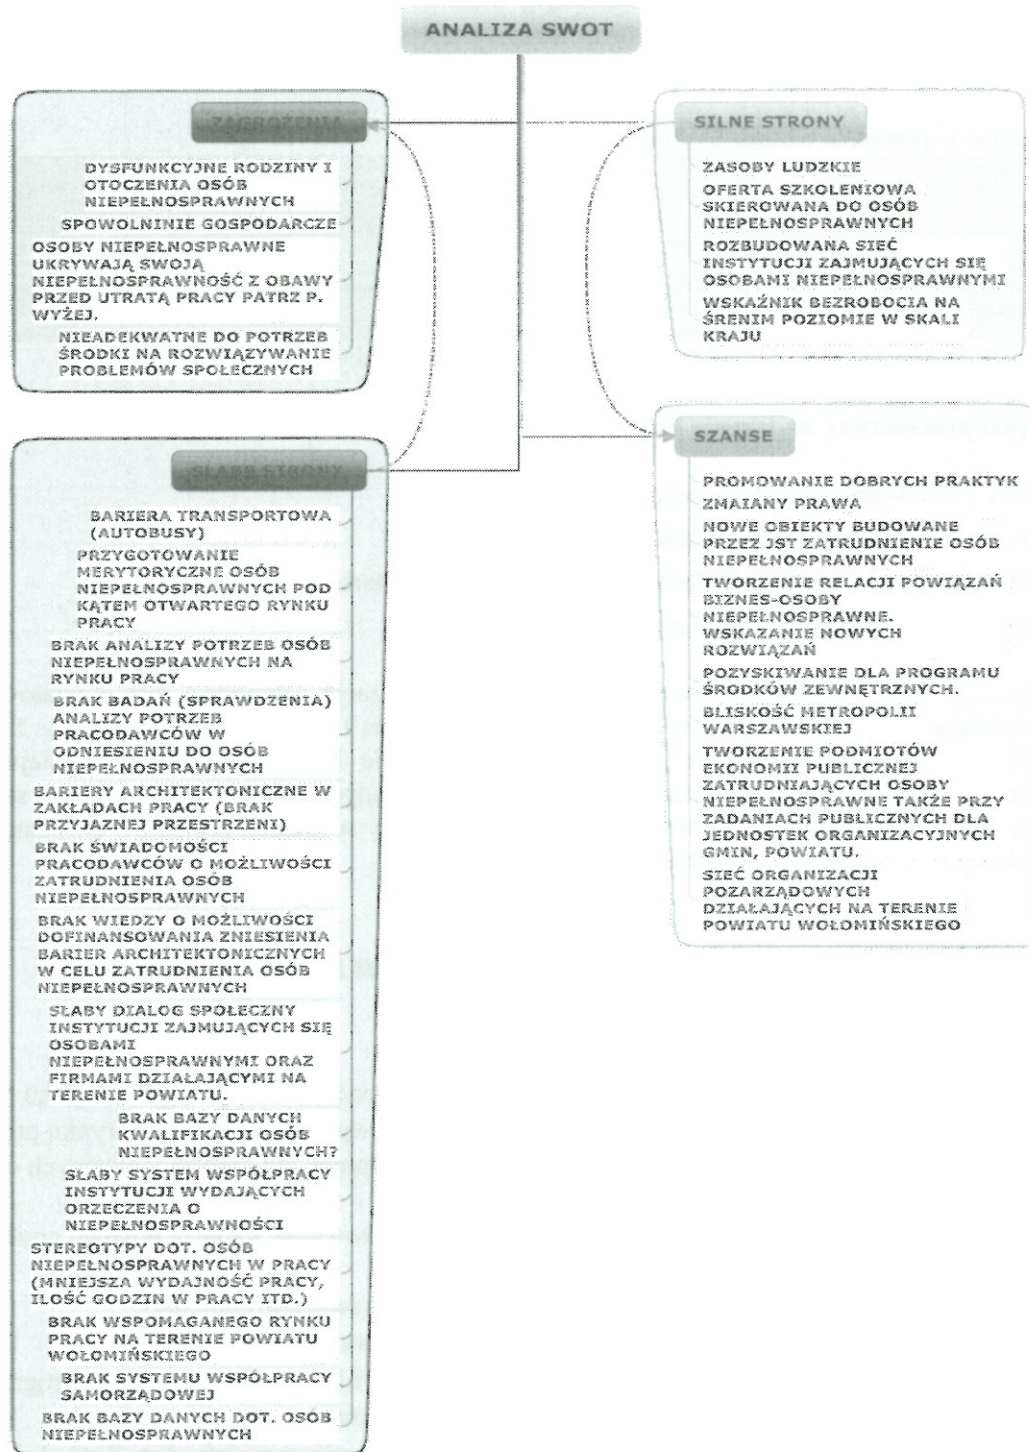 ANALIZA SWOT
ZAGROŻENIA
DYSFUNKCYJNE RODZINY I
OTOCZENIA OSÓB
NIEPEŁNOSPRAWNYCH
SPOWOLNINIE GOSPODARCZE
OSOBY NIEPEŁNOSPRAWNE
UKRYWAJĄ SWOJĄ
NIEPEŁNOSPRAWNOŚĆ Z OBAWY
PRZED UTRATĄ PRACY PATRZ P.
WYŻEJ.
NIEADEKWATNE DO POTRZEB
ŚRODKI NA ROZWIĄZYWANIE
PROBLEMÓW SPOŁECZNYCH
SILNE STRONY
ZASOBY LUDZKIE
OFERTA SZKOLENIOWA
SKIEROWANA DO OSÓB
NIEPEŁNOSPRAWNYCH
ROZBUDOWANA SIEĆ
INSTYTUCJI ZAJMUJĄCYCH SIĘ
OSOBAMI NIEPEŁNOSPRAWNYMI
WSKAŹNIK BEZROBOCIA NA
ŚRENIM POZIOMIE W SKALI
KRAJU
SŁABE STRONY
BARIERA TRANSPORTOWA
(AUTOBUSY)
PRZYGOTOWANIE
MERYTORYCZNE OSÓB
NIEPEŁNOSPRAWNYCH POD
KĄTEM OTWARTEGO RYNKU
PRACY
BRAK ANALIZY POTRZEB OSÓB
NIEPEŁNOSPRAWNYCH NA
RYNKU PRACY
BRAK BADAŃ (SPRAWDZENIA)
ANALIZY POTRZEB
PRACODAWCÓW W
ODNIESIENIU DO OSÓB
NIEPEŁNOSPRAWNYCH
BARIERY ARCHITEKTONICZNE W
ZAKŁADACH PRACY (BRAK
PRZYJAZNEJ PRZESTRZENI)
BRAK ŚWIADOMOŚCI
PRACODAWCÓW O MOŻLIWOŚCI
ZATRUDNIENIA OSÓB
NIEPEŁNOSPRAWNYCH
BRAK WIEDZY O MOŻLIWOŚCI
DOFINANSOWANIA ZNIESIENIA
BARIER ARCHITEKTONICZNYCH
W CELU ZATRUDNIENIA OSÓB
NIEPEŁNOSPRAWNYCH
SŁABY DIALOG SPOŁECZNY
INSTYTUCJI ZAJMUJĄCYCH SIĘ
OSOBAMI
NIEPEŁNOSPRAWNYMI ORAZ
FIRMAMI DZIAŁAJĄCYMI NA
TERENIE POWIATU.
BRAK BAZY DANYCH
KWALIFIKACJI OSÓB
NIEPEŁNOSPRAWNYCH?
SŁABY SYSTEM WSPÓŁPRACY
INSTYTUCJI WYDAJĄCYCH
ORZECZENIA O
NIEPEŁNOSPRAWNOŚCI
STEREOTYPY DOT. OSÓB
NIEPEŁNOSPRAWNYCH W PRACY
(MNIEJSZA WYDAJNOŚĆ PRACY,
ILOŚĆ GODZIN W PRACY ITD.)
BRAK WSPOMAGANEGO RYNKU
PRACY NA TERENIE POWIATU
WOŁOMIŃSKIEGO
BRAK SYSTEMU WSPÓŁPRACY
SAMORZĄDOWEJ
BRAK BAZY DANYCH DOT. OSÓB
NIEPEŁNOSPRAWNYCH
SZANSE
PROMOWANIE DOBRYCH PRAKTYK
ZMAIANY PRAWA
NOWE OBIEKTY BUDOWANE
PRZEZ JST ZATRUDNIENIE OSÓB
NIEPEŁNOSPRAWNYCH
TWORZENIE RELACJI POWIĄZAŃ
BIZNES-OSOBY
NIEPEŁNOSPRAWNE.
WSKAZANIE NOWYCH
ROZWIĄZAŃ
POZYSKIWANIE DLA PROGRAMU
ŚRODKÓW ZEWNĘTRZNYCH.
BLISKOŚĆ METROPOLII
WARSZAWSKIEJ
TWORZENIE PODMIOTÓW
EKONOMII PUBLICZNEJ
ZATRUDNIAJĄCYCH OSOBY
NIEPEŁNOSPRAWNE TAKŻE PRZY
ZADANIACH PUBLICZNYCH DLA
JEDNOSTEK ORGANIZACYJNYCH
GMIN, POWIATU.
SIEĆ ORGANIZACJI
POZARZĄDOWYCH
DZIAŁAJĄCYCH NA TERENIE
POWIATU WOŁOMIŃSKIEGO